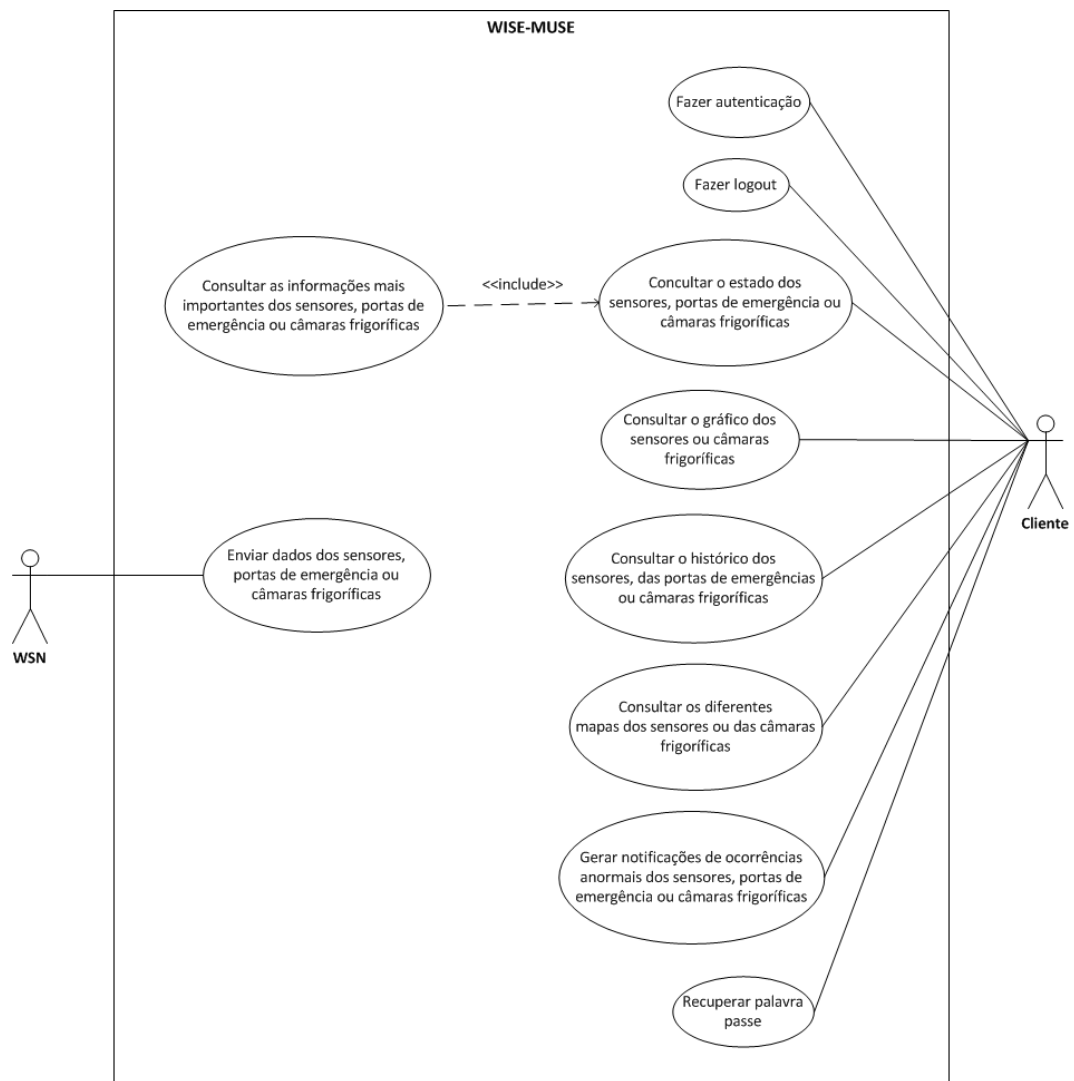 WISE-MUSE
Fazer autenticação
Fazer logout
Consultar as informações mais
importantes dos sensores, portas de
emergência ou câmaras frigoríficas
<<include>>
Concultar o estado dos
sensores, portas de emergência ou
câmaras frigoríficas
Consultar o gráfico dos
sensores ou câmaras
frigoríficas
Cliente
Enviar dados dos sensores,
portas de emergência ou
câmaras frigoríficas
WSN
Consultar o histórico dos
sensores, das portas de emergências
ou câmaras frigoríficas
Consultar os diferentes
mapas dos sensores ou das câmaras
frigoríficas
Gerar notificações de ocorrências
anormais dos sensores, portas de
emergência ou câmaras frigoríficas
Recuperar palavra
passe